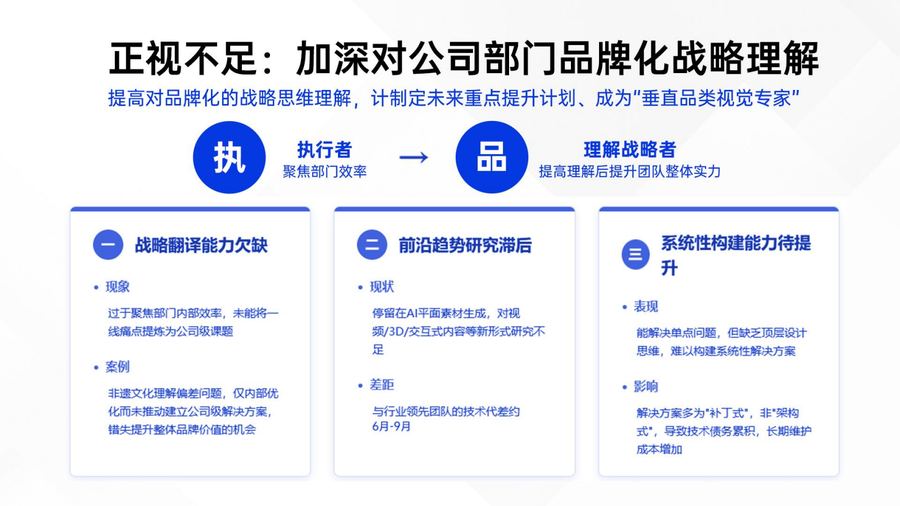 正视不足：加深对公司部门品牌化战略理解
提高对品牌化的战略思维理解，计制定未来重点提升计划、成为"垂直品类视觉专家"
执
执行者
聚焦部门效率
→
品
理解战略者
提高理解后提升团队整体实力
一
战略翻译能力欠缺
• 现象
过于聚焦部门内部效率，未能将一
线痛点提炼为公司级课题
• 案例
非遗文化理解偏差问题，仅内部优
化而未推动建立公司级解决方案，
错失提升整体品牌价值的机会
二
前沿趋势研究滞后
• 现状
停留在AI平面素材生成，对视
频/3D/交互式内容等新形式研究不
足
• 差距
与行业领先团队的技术代差约
6月-9月
三
系统性构建能力待提
升
• 表现
能解决单点问题，但缺乏顶层设计
思维，难以构建系统性解决方案
• 影响
解决方案多为"补丁式"，非"架构
式"，导致技术债务累积，长期维护
成本增加